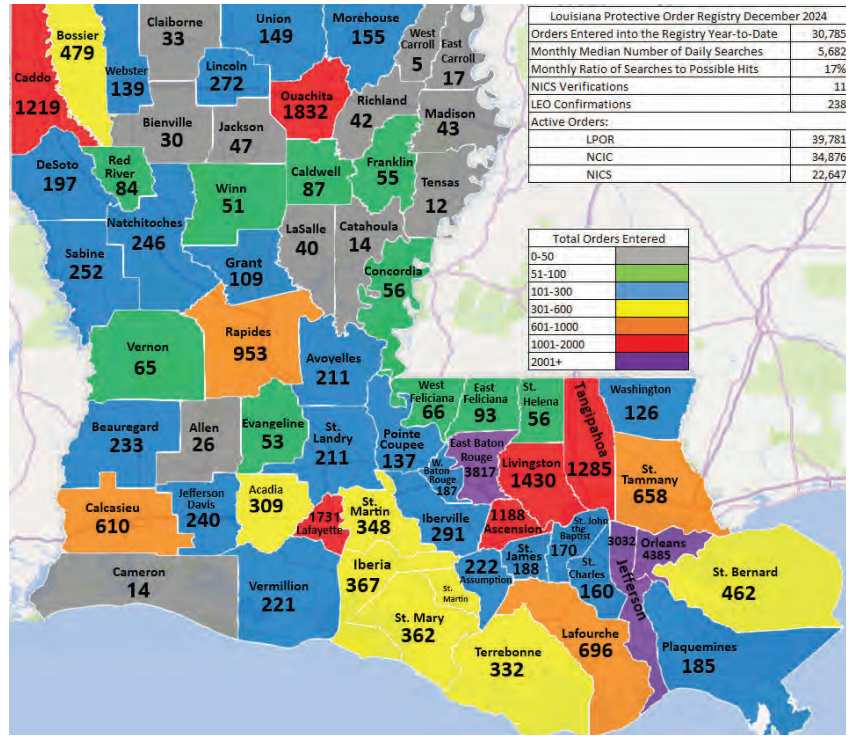 Louisiana Protective Order Registry December 2024
Orders Entered into the Registry Year-to-Date 30,785
Monthly Median Number of Daily Searches 5,682
Monthly Ratio of Searches to Possible Hits 17%
NICS Verifications 11
LEO Confirmations 238
Active Orders:
LPOR 39,781
NCIC 34,876
NICS 22,647
Total Orders Entered
0-50
51-100
101-300
301-600
601-1000
1001-2000
2001+
Caddo
1219
Bossier
479
Webster
139
Claiborne
33
Lincoln
272
Union
149
Morehouse
155
West
Carroll
5
East
Carroll
17
Ouachita
1832
Richland
42
Madison
43
Bienville
30
Jackson
47
DeSoto
197
Red
River
84
Winn
51
Caldwell
87
Franklin
55
Tensas
12
Natchitoches
246
Sabine
252
Grant
109
LaSalle
40
Catahoula
14
Concordia
56
Vernon
65
Rapides
953
Avoyelles
211
Beauregard
233
Allen
26
Evangeline
53
St.
Landry
211
Pointe
Coupee
137
West
Feliciana
66
East
Feliciana
93
St.
Helena
56
Tangipahoa
1285
Washington
126
W.
Baton
Rouge
187
East Baton
Rouge
3817
Livingston
1430
St.
Tammany
658
Calcasieu
610
Jefferson
Davis
240
Acadia
309
1731
Lafayette
St.
Martin
348
Iberville
291
1188
Ascension
St. John
the
Baptist
170
3032
Jefferson
Orleans
4385
St.
James
188
St.
Charles
160
222
Assumption
Cameron
14
Vermillion
221
Iberia
367
St.
Martin
St. Mary
362
Terrebonne
332
Lafourche
696
St. Bernard
462
Plaquemines
185